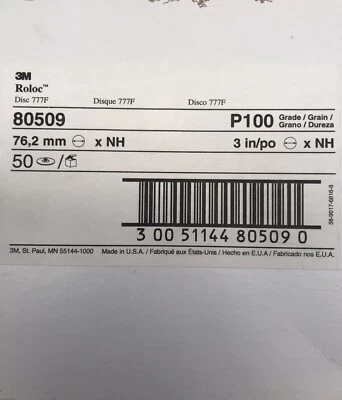 3M
Roloc™
Disc 777F Disque 777F Disco 777F
80509 P100 Grade / Grain / Grano / Dureza
76,2 mm x NH 3 in/po x NH
50 /
3 00 51144 80509 0
38-9017-6616-8
3M, St. Paul, MN 55144-1000 Made in U.S.A. / Fabriqué aux États-Unis / Hecho en E.U.A / Fabricado nos E.U.A.